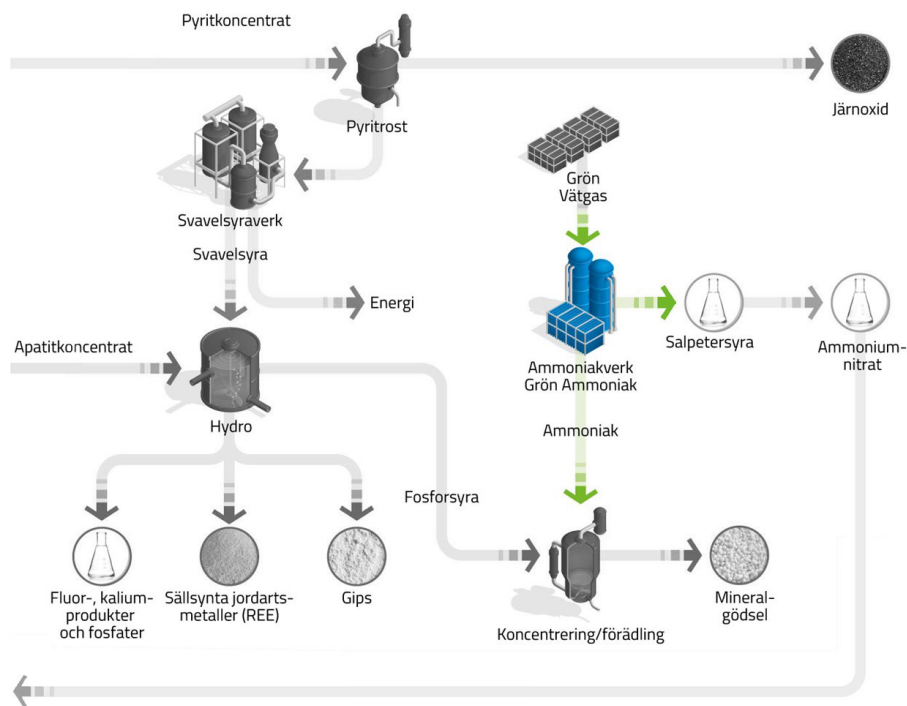 Pyritkoncentrat
Pyritrost
Järnoxid
Grön
Vätgas
Svavelsyraverk
Svavelsyra
Energi
Salpetersyra
Ammonium-
nitrat
Apatitkoncentrat
Ammoniakverk
Grön Ammoniak
Hydro
Ammoniak
Fosforsyra
Fluor-, kalium-
produkter
och fosfater
Sällsynta jordarts-
metaller (REE)
Gips
Mineral-
gödsel
Koncentrering/förädling